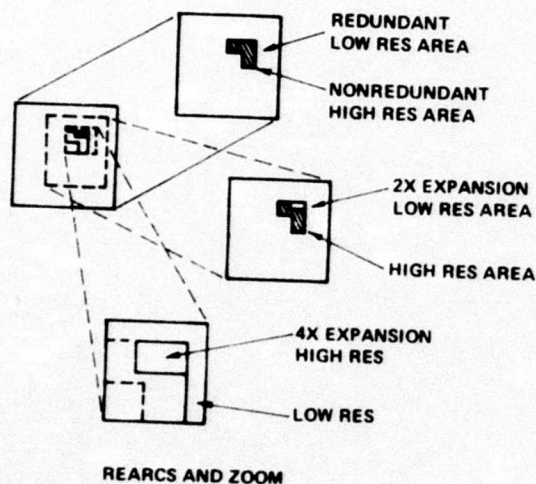 REDUNDANT
LOW RES AREA
NONREDUNDANT
HIGH RES AREA
2X EXPANSION
LOW RES AREA
HIGH RES AREA
4X EXPANSION
HIGH RES
LOW RES
REARCS AND ZOOM